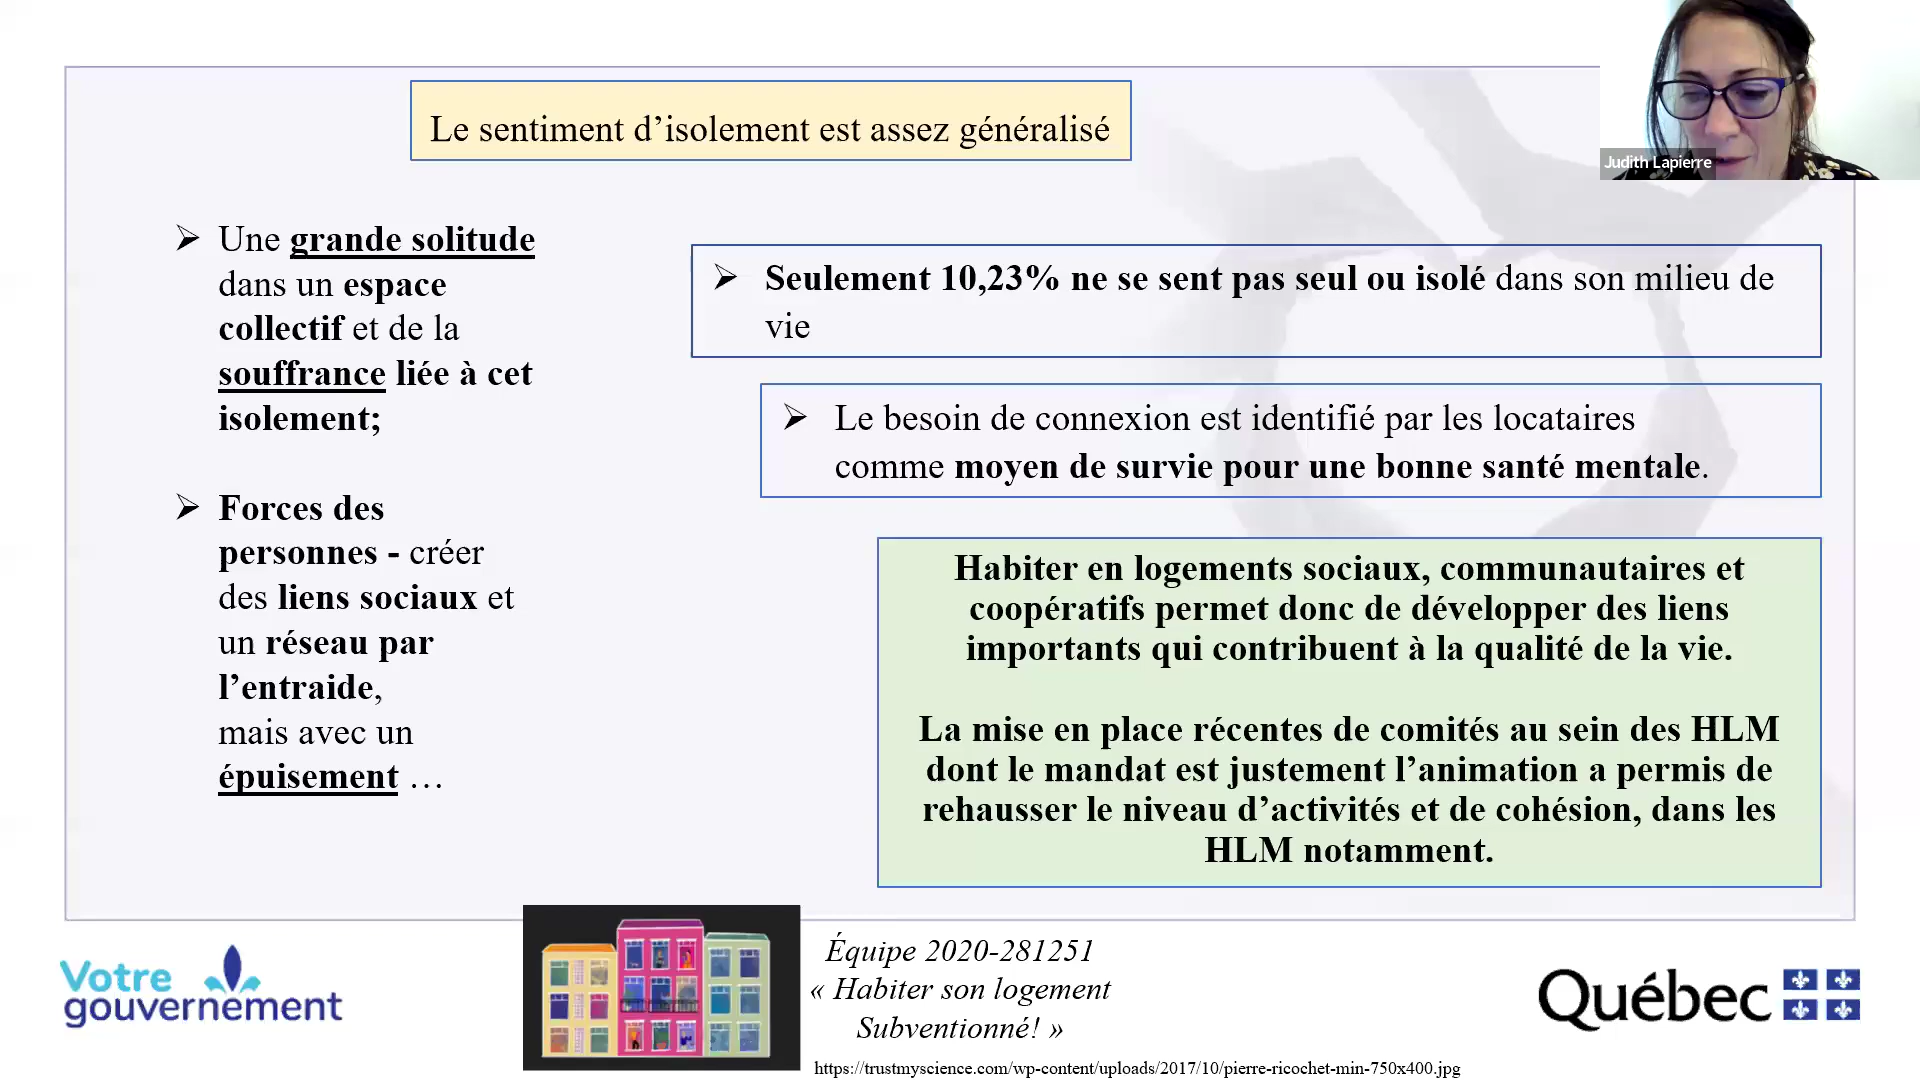 Le sentiment d’isolement est assez généralisé
Judith Lapierre
➢ Une grande solitude
dans un espace
collectif et de la
souffrance liée à cet
isolement;
➢ Forces des
personnes - créer
des liens sociaux et
un réseau par
l’entraide,
mais avec un
épuisement …
➢ Seulement 10,23% ne se sent pas seul ou isolé dans son milieu de
vie
➢ Le besoin de connexion est identifié par les locataires
comme moyen de survie pour une bonne santé mentale.
Habiter en logements sociaux, communautaires et
coopératifs permet donc de développer des liens
importants qui contribuent à la qualité de la vie.
La mise en place récentes de comités au sein des HLM
dont le mandat est justement l’animation a permis de
rehausser le niveau d’activités et de cohésion, dans les
HLM notamment.
Votre
gouvernement
Équipe 2020-281251
« Habiter son logement
Subventionné! »
https://trustmyscience.com/wp-content/uploads/2017/10/pierre-ricochet-min-750x400.jpg
Québec